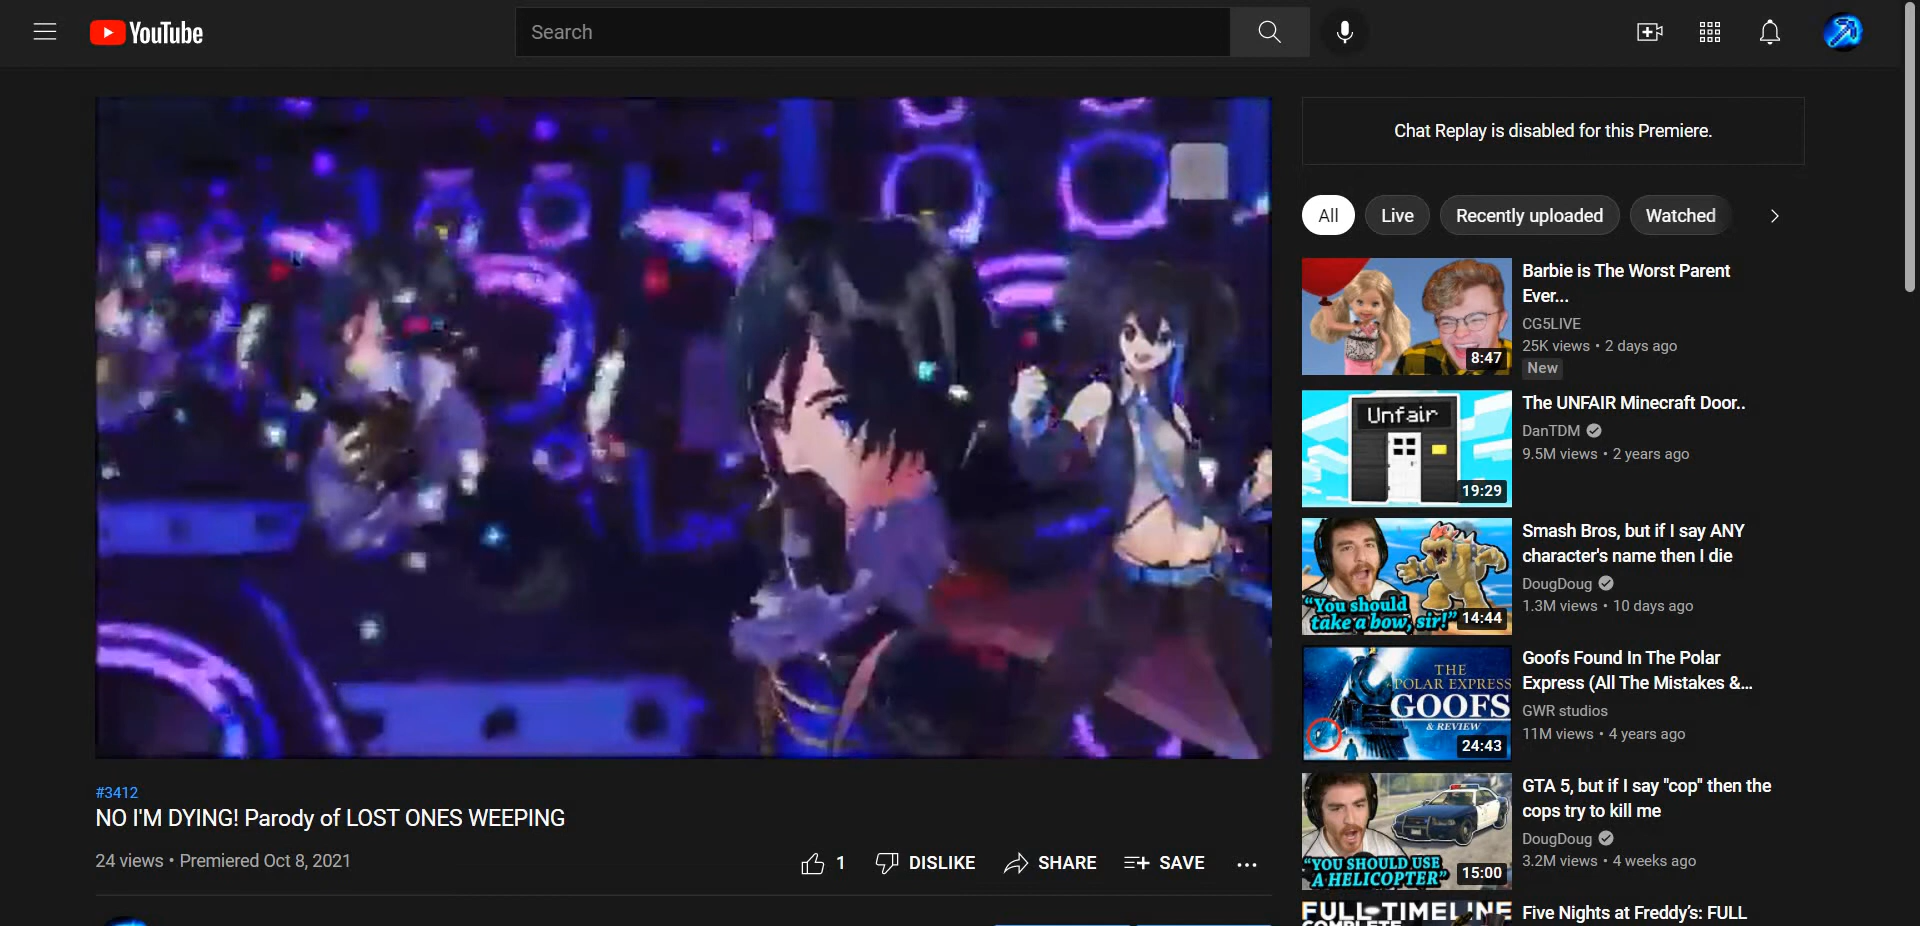 YouTube
Search
Chat Replay is disabled for this Premiere.
All
Live
Recently uploaded
Watched
8:47
Barbie is The Worst Parent
Ever...
CG5LIVE
25K views • 2 days ago
New
Unfair
19:29
The UNFAIR Minecraft Door..
DanTDM
9.5M views • 2 years ago
"You should
take a bow, sir!"
14:44
Smash Bros, but if I say ANY
character's name then I die
DougDoug
1.3M views • 10 days ago
THE
POLAR EXPRESS
GOOFS
& REVIEW
24:43
Goofs Found In The Polar
Express (All The Mistakes &...
GWR studios
11M views • 4 years ago
"YOU SHOULD USE
A HELICOPTER"
15:00
GTA 5, but if I say "cop" then the
cops try to kill me
DougDoug
3.2M views • 4 weeks ago
FULL TIMELINE
COMPLETE
Five Nights at Freddy's: FULL
#3412
NO I'M DYING! Parody of LOST ONES WEEPING
24 views • Premiered Oct 8, 2021
1
DISLIKE
SHARE
SAVE